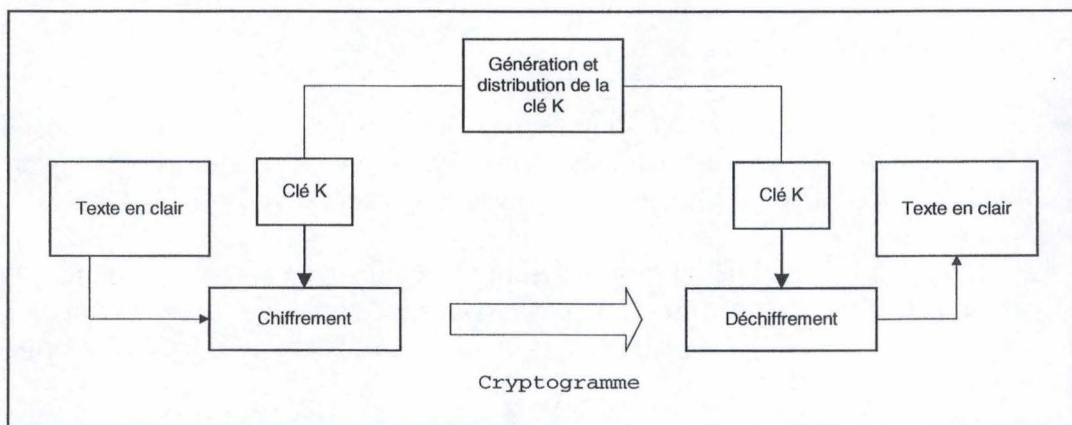 Génération et
distribution de la
clé K
Texte en clair
Clé K
Clé K
Texte en clair
Chiffrement
Déchiffrement
Cryptogramme